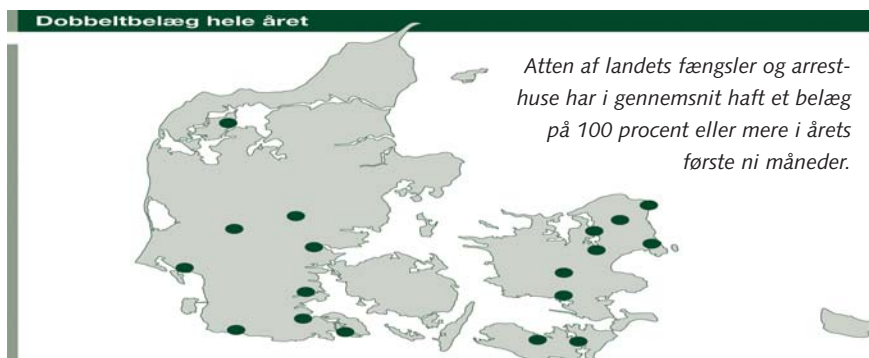 Dobbeltbelæg hele året
Atten af landets fængsler og arrest-
huse har i gennemsnit haft et belæg
på 100 procent eller mere i årets
første ni måneder.